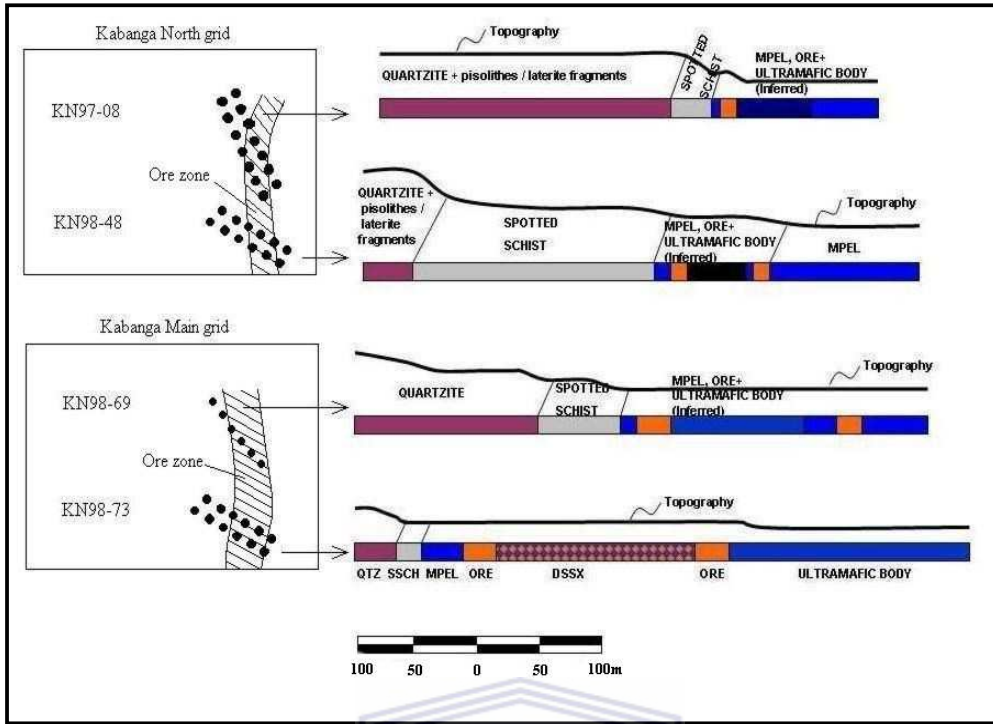 Kabanga North grid
KN97-08
Ore zone
KN98-48
Topography
QUARTZITE + pisolithes / laterite fragments
SPOTTED
SCHIST
MPEL, ORE+
ULTRAMAFIC BODY
(Inferred)
QUARTZITE +
pisolithes /
laterite
fragments
SPOTTED
SCHIST
MPEL, ORE+
ULTRAMAFIC BODY
(Inferred)
Topography
MPEL
Kabanga Main grid
KN98-69
Ore zone
KN98-73
QUARTZITE
SPOTTED
SCHIST
MPEL, ORE+
ULTRAMAFIC BODY
(Inferred)
Topography
Topography
QTZ SSCH MPEL ORE DSSX ORE ULTRAMAFIC BODY
100 50 0 50 100m